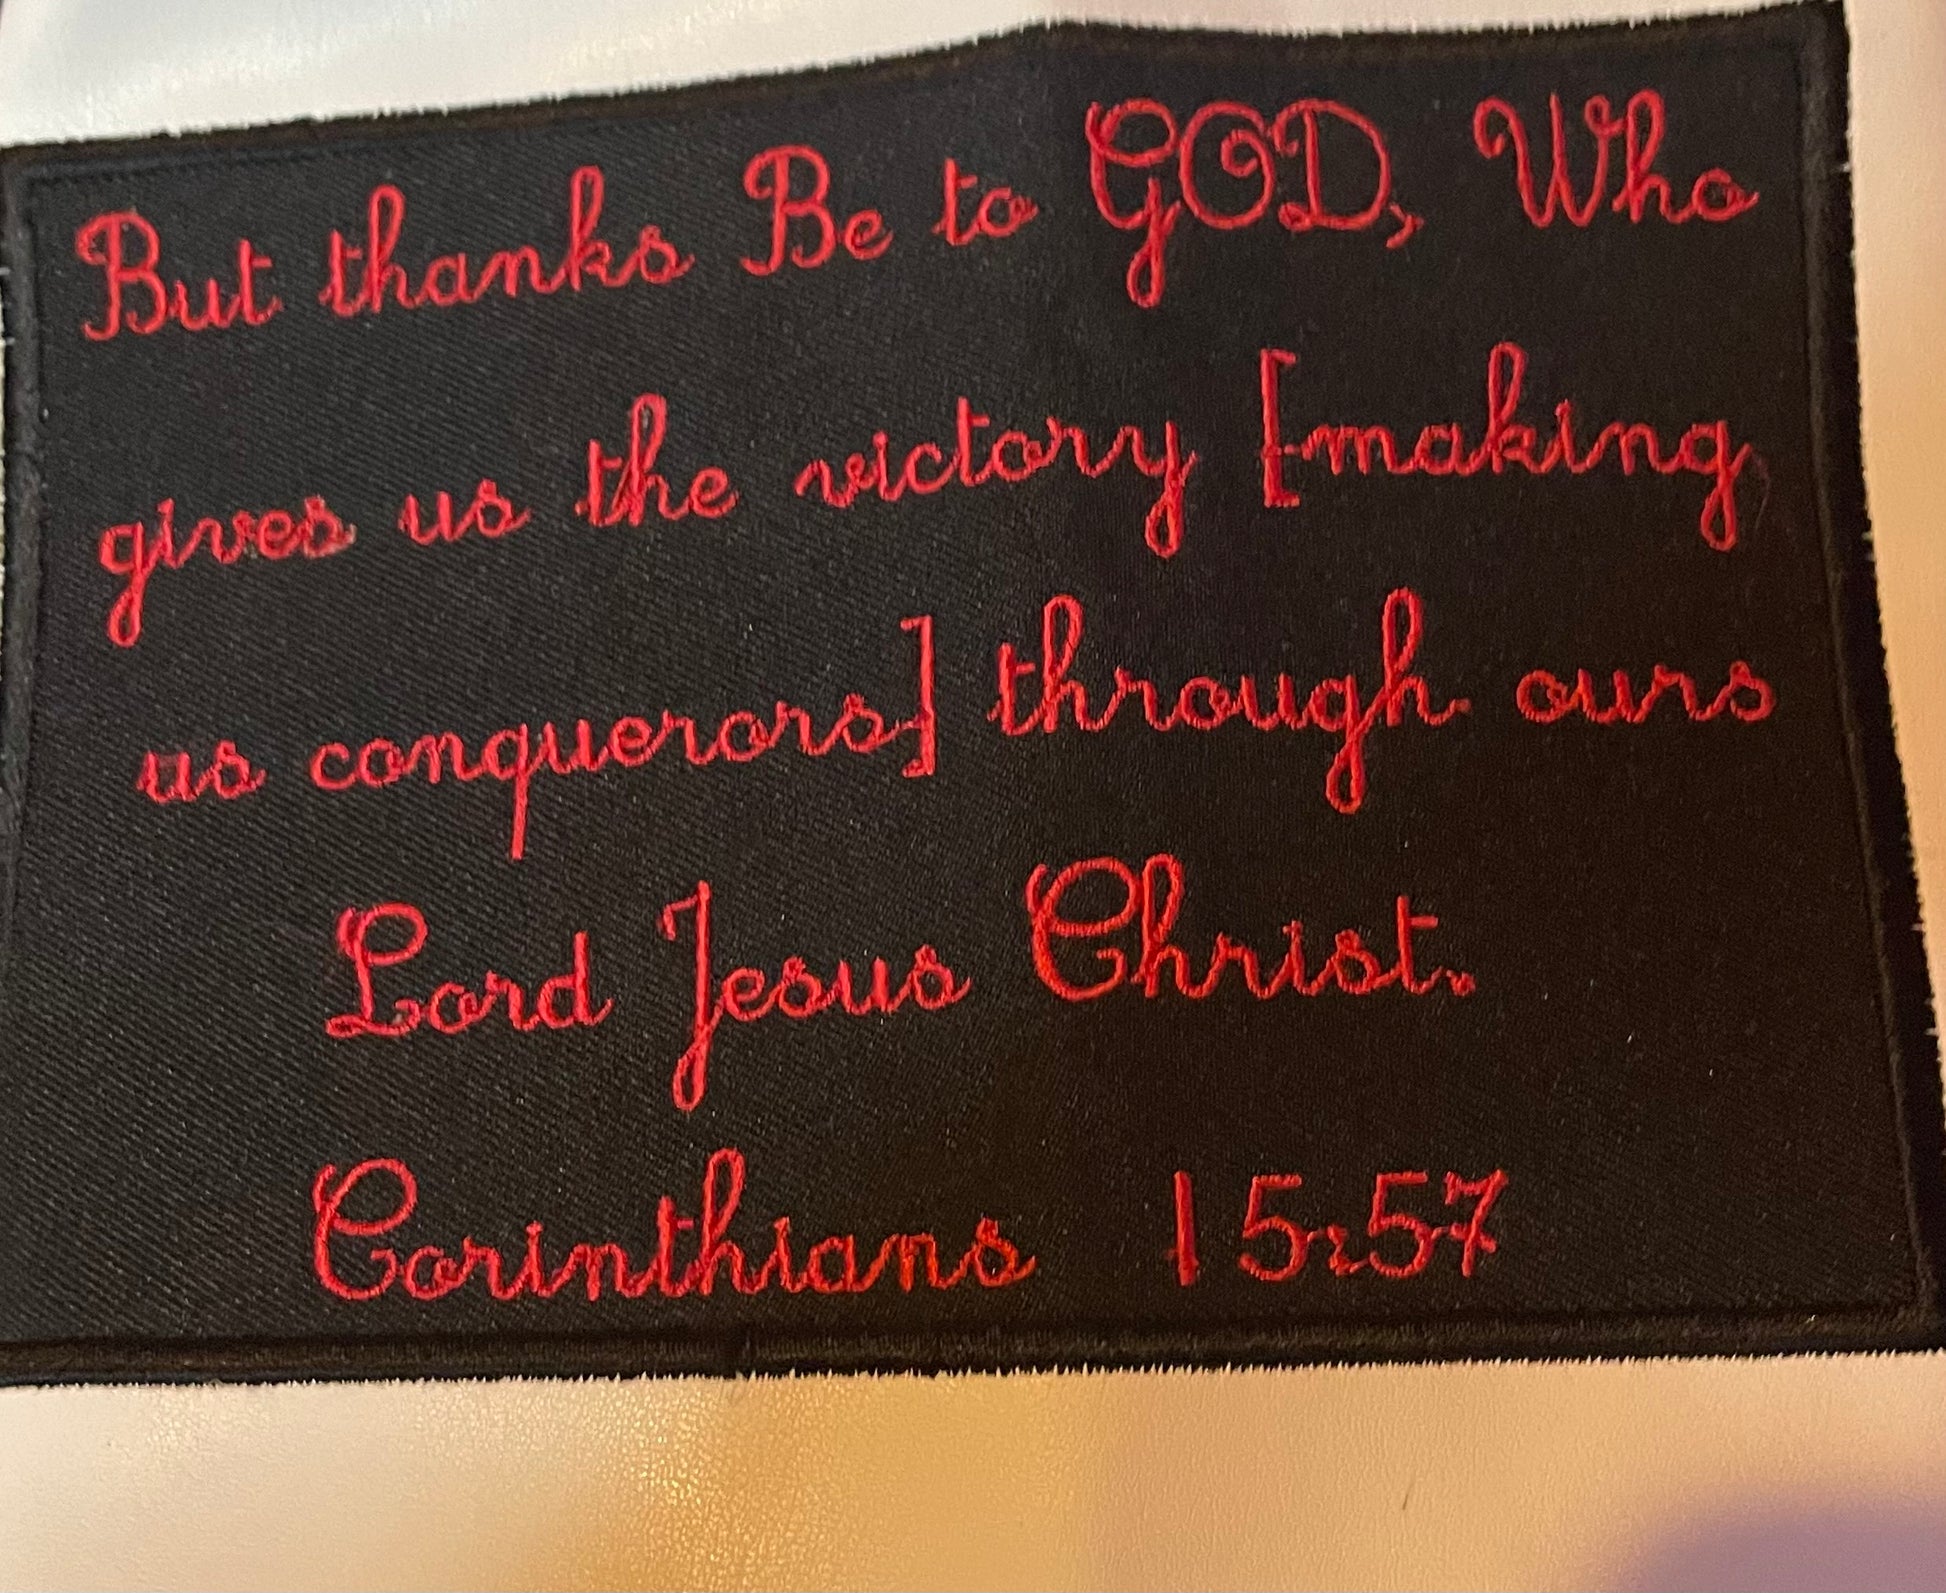 But thanks Be to GOD, Who
gives us the victory [making
us conquerors] through ours
Lord Jesus Christ.
Corinthians 15:57